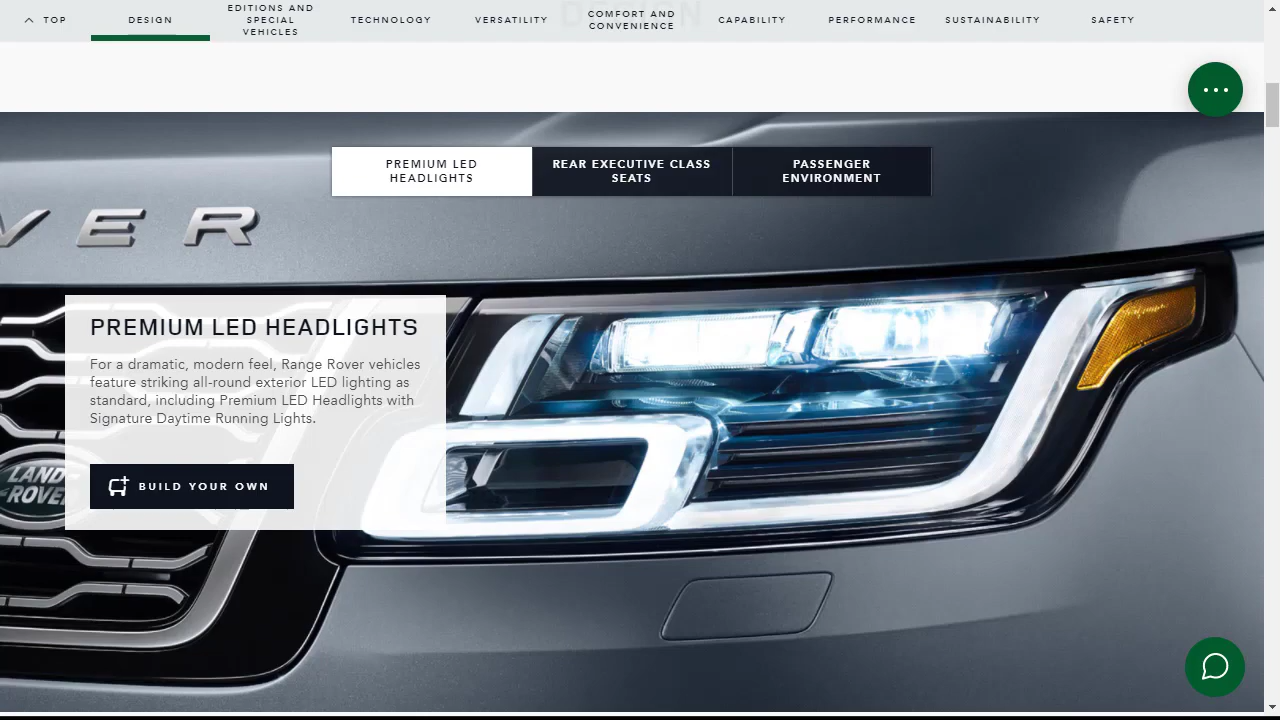 TOP
DESIGN
EDITIONS AND
SPECIAL
VEHICLES
TECHNOLOGY
VERSATILITY
COMFORT AND
CONVENIENCE
CAPABILITY
PERFORMANCE
SUSTAINABILITY
SAFETY
DESIGN
PREMIUM LED
HEADLIGHTS
REAR EXECUTIVE CLASS
SEATS
PASSENGER
ENVIRONMENT
VER
PREMIUM LED HEADLIGHTS
For a dramatic, modern feel, Range Rover vehicles
feature striking all-round exterior LED lighting as
standard, including Premium LED Headlights with
Signature Daytime Running Lights.
LAND
ROVER
BUILD YOUR OWN